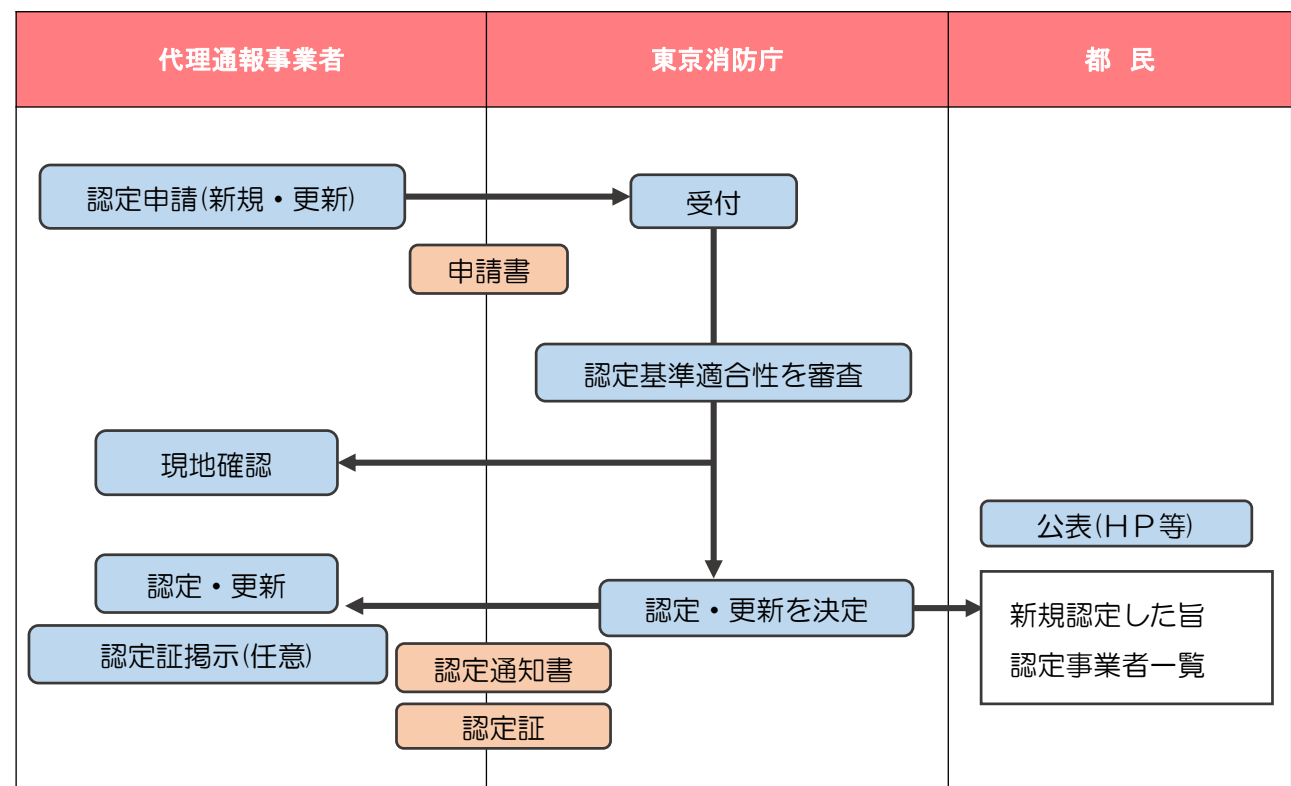 代理通報事業者
東京消防庁
都 民
認定申請(新規・更新)
受付
申請書
認定基準適合性を審査
現地確認
公表(ＨＰ等)
認定・更新
認定・更新を決定
新規認定した旨
認定事業者一覧
認定証掲示(任意)
認定通知書
認定証